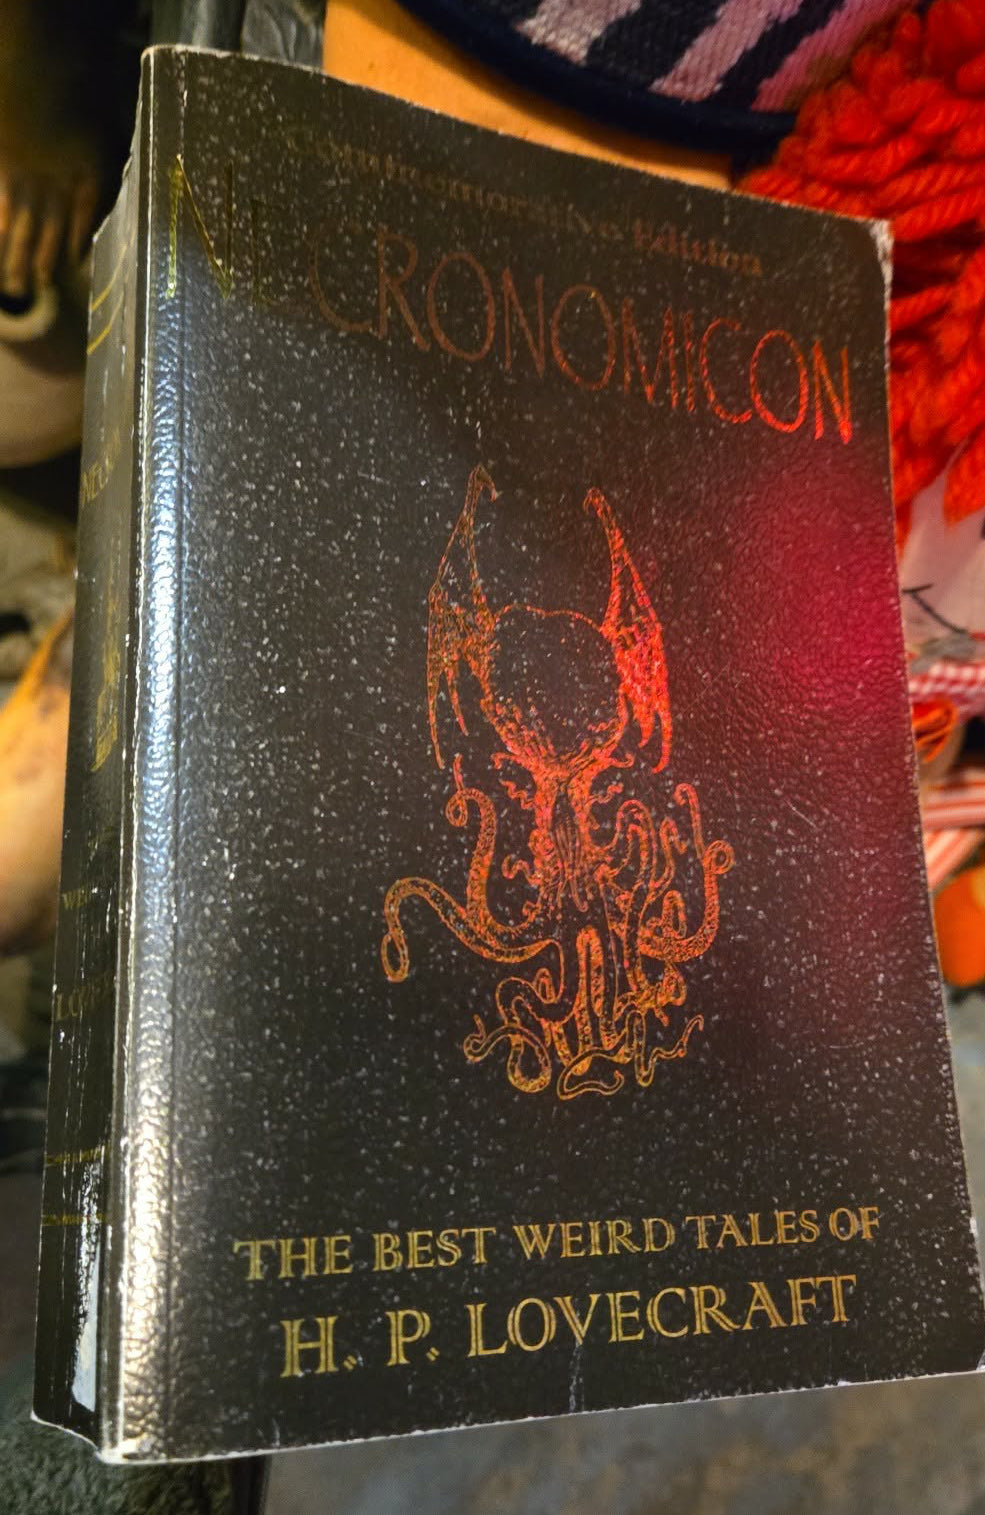 Commemorative Edition
NECRONOMICON
THE BEST WEIRD TALES OF
H. P. LOVECRAFT